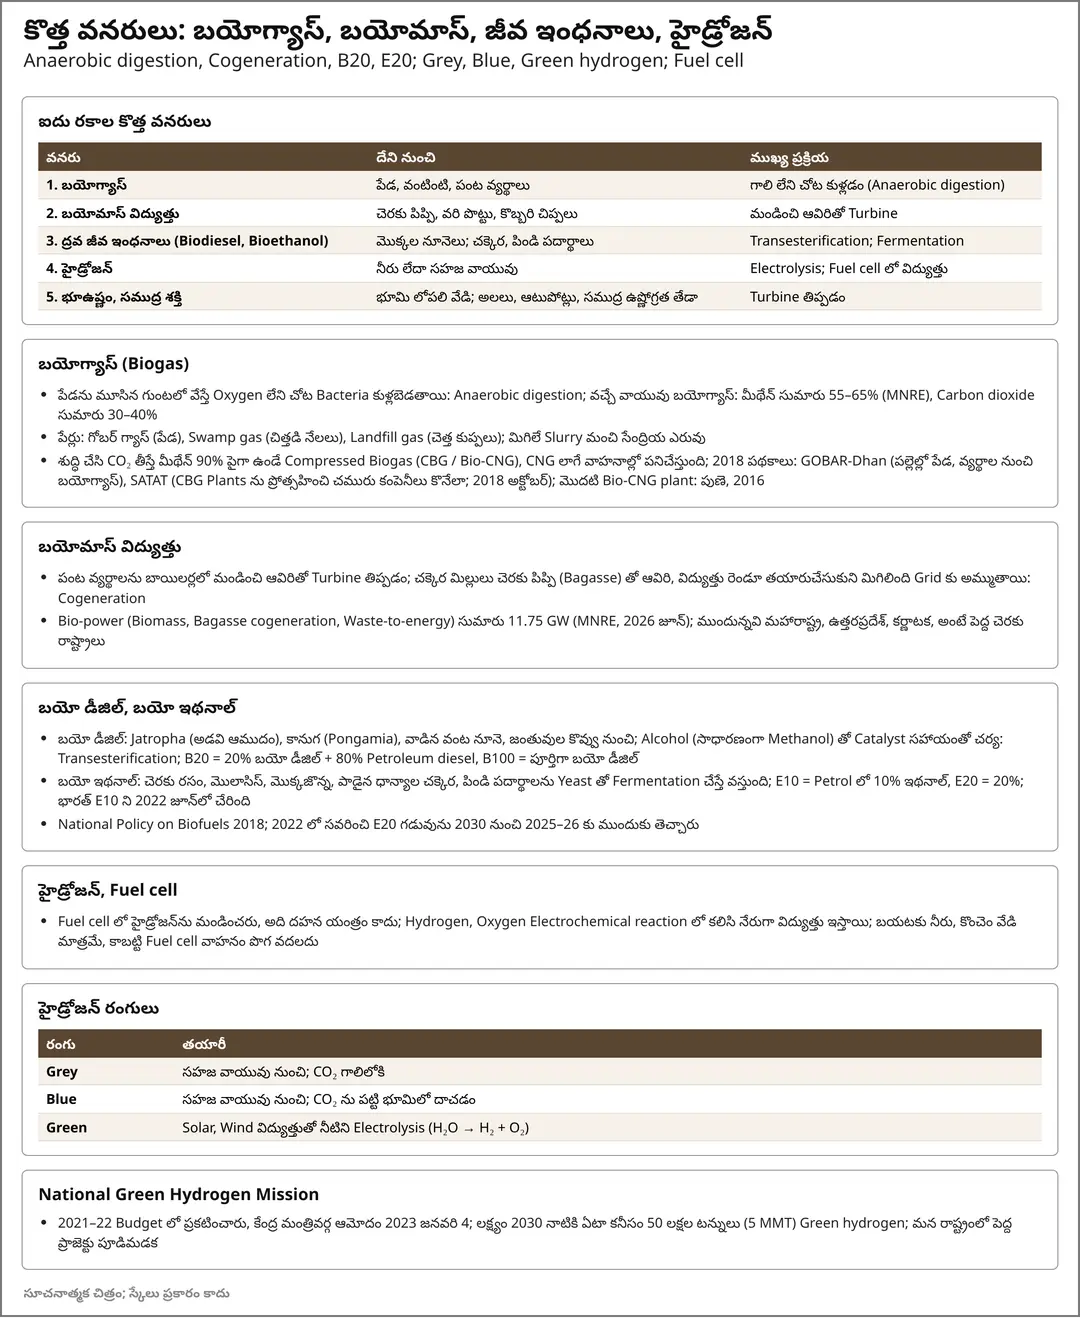 కొత్త వనరులు: బయోగ్యాస్, బయోమాస్, జీవ ఇంధనాలు, హైడ్రోజన్
Anaerobic digestion, Cogeneration, B20, E20; Grey, Blue, Green hydrogen; Fuel cell
ఐదు రకాల కొత్త వనరులు
వనరు దేని నుంచి ముఖ్య ప్రక్రియ
1. బయోగ్యాస్ పేడ, వంటింటి, పంట వ్యర్థాలు గాలి లేని చోట కుళ్లడం (Anaerobic digestion)
2. బయోమాస్ విద్యుత్తు చెరకు పిప్పి, వరి పొట్టు, కొబ్బరి చిప్పలు మండించి ఆవిరితో Turbine
3. ద్రవ జీవ ఇంధనాలు (Biodiesel, Bioethanol) మొక్కల నూనెలు; చక్కెర, పిండి పదార్థాలు Transesterification; Fermentation
4. హైడ్రోజన్ నీరు లేదా సహజ వాయువు Electrolysis; Fuel cell లో విద్యుత్తు
5. భూఉష్ణం, సముద్ర శక్తి భూమి లోపలి వేడి; అలలు, ఆటుపోట్లు, సముద్ర ఉష్ణోగ్రత తేడా Turbine తిప్పడం
బయోగ్యాస్ (Biogas)
• పేడను మూసిన గుంటలో వేస్తే Oxygen లేని చోట Bacteria కుళ్లబెడతాయి: Anaerobic digestion; వచ్చే వాయువు బయోగ్యాస్: మీథేన్ సుమారు 55–65% (MNRE), Carbon dioxide
సుమారు 30–40%
• పేర్లు: గోబర్ గ్యాస్ (పేడ), Swamp gas (చిత్తడి నేలలు), Landfill gas (చెత్త కుప్పలు); మిగిలే Slurry మంచి సేంద్రియ ఎరువు
• శుద్ధి చేసి CO₂ తీస్తే మీథేన్ 90% పైగా ఉండే Compressed Biogas (CBG / Bio-CNG), CNG లాగే వాహనాల్లో పనిచేస్తుంది; 2018 పథకాలు: GOBAR-Dhan (పల్లెల్లో పేడ, వ్యర్థాల నుంచి
బయోగ్యాస్), SATAT (CBG Plants ను ప్రోత్సహించి చమురు కంపెనీలు కొనేలా; 2018 అక్టోబర్); మొదటి Bio-CNG plant: పుణె, 2016
బయోమాస్ విద్యుత్తు
• పంట వ్యర్థాలను బాయిలర్లలో మండించి ఆవిరితో Turbine తిప్పడం; చక్కెర మిల్లులు చెరకు పిప్పి (Bagasse) తో ఆవిరి, విద్యుత్తు రెండూ తయారుచేసుకుని మిగిలింది Grid కు అమ్ముతాయి:
Cogeneration
• Bio-power (Biomass, Bagasse cogeneration, Waste-to-energy) సుమారు 11.75 GW (MNRE, 2026 జూన్); ముందున్నవి మహారాష్ట్ర, ఉత్తరప్రదేశ్, కర్ణాటక, అంటే పెద్ద చెరకు
రాష్ట్రాలు
బయో డీజిల్, బయో ఇథనాల్
• బయో డీజిల్: Jatropha (అడవి ఆముదం), కానుగ (Pongamia), వాడిన వంట నూనె, జంతువుల కొవ్వు నుంచి; Alcohol (సాధారణంగా Methanol) తో Catalyst సహాయంతో చర్య:
Transesterification; B20 = 20% బయో డీజిల్ + 80% Petroleum diesel, B100 = పూర్తిగా బయో డీజిల్
• బయో ఇథనాల్: చెరకు రసం, మొలాసిస్, మొక్కజొన్న, పాడైన ధాన్యాల చక్కెర, పిండి పదార్థాలను Yeast తో Fermentation చేస్తే వస్తుంది; E10 = Petrol లో 10% ఇథనాల్, E20 = 20%;
భారత్ E10 ని 2022 జూన్‌లో చేరింది
• National Policy on Biofuels 2018; 2022 లో సవరించి E20 గడువును 2030 నుంచి 2025–26 కు ముందుకు తెచ్చారు
హైడ్రోజన్, Fuel cell
• Fuel cell లో హైడ్రోజన్‌ను మండించరు, అది దహన యంత్రం కాదు; Hydrogen, Oxygen Electrochemical reaction లో కలిసి నేరుగా విద్యుత్తు ఇస్తాయి; బయటకు నీరు, కొంచెం వేడి
మాత్రమే, కాబట్టి Fuel cell వాహనం పొగ వదలదు
హైడ్రోజన్ రంగులు
రంగు తయారీ
Grey సహజ వాయువు నుంచి; CO₂ గాలిలోకి
Blue సహజ వాయువు నుంచి; CO₂ ను పట్టి భూమిలో దాచడం
Green Solar, Wind విద్యుత్తుతో నీటిని Electrolysis (H₂O → H₂ + O₂)
National Green Hydrogen Mission
• 2021–22 Budget లో ప్రకటించారు, కేంద్ర మంత్రివర్గ ఆమోదం 2023 జనవరి 4; లక్ష్యం 2030 నాటికి ఏటా కనీసం 50 లక్షల టన్నులు (5 MMT) Green hydrogen; మన రాష్ట్రంలో పెద్ద
ప్రాజెక్టు పూడిమడక
సూచనాత్మక చిత్రం; స్కేలు ప్రకారం కాదు